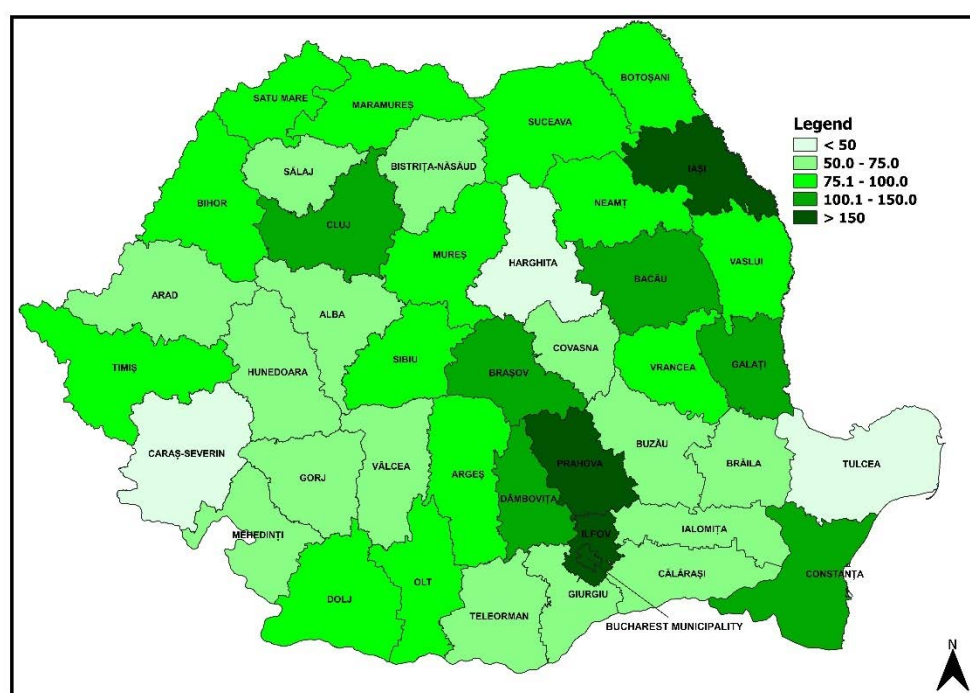 BOTOȘANI
SATU MARE
MARAMUREȘ
SUCEAVA
Legend
< 50
50.0 - 75.0
75.1 - 100.0
100.1 - 150.0
> 150
IAȘI
BISTRIȚA-NĂSĂUD
SĂLAJ
BIHOR
NEAMȚ
CLUJ
MUREȘ
HARGHITA
BACĂU
VASLUI
ARAD
ALBA
COVASNA
SIBIU
TIMIȘ
HUNEDOARA
BRAȘOV
VRANCEA
GALAȚI
CARAȘ-SEVERIN
BUZĂU
PRAHOVA
BRĂILA
TULCEA
VÂLCEA
GORJ
ARGEȘ
DÂMBOVIȚA
IALOMIȚA
MEHEDINȚI
ILFOV
CĂLĂRAȘI
CONSTANȚA
OLT
DOLJ
GIURGIU
TELEORMAN
BUCHAREST MUNICIPALITY
N